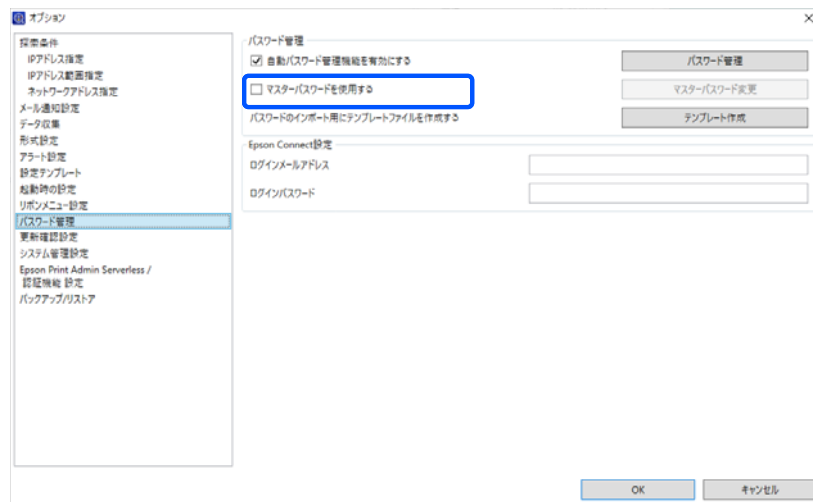 オプション
探索条件
IPアドレス指定
IPアドレス範囲指定
ネットワークアドレス指定
メール通知設定
データ収集
形式設定
アラート設定
設定テンプレート
起動時の設定
リボンメニュー設定
パスワード管理
更新確認設定
システム管理設定
Epson Print Admin Serverless /
認証機能 設定
バックアップ/リストア
パスワード管理
自動パスワード管理機能を有効にする
パスワード管理
マスターパスワードを使用する
マスターパスワード変更
パスワードのインポート用にテンプレートファイルを作成する
テンプレート作成
Epson Connect設定
ログインメールアドレス
ログインパスワード
OK
キャンセル